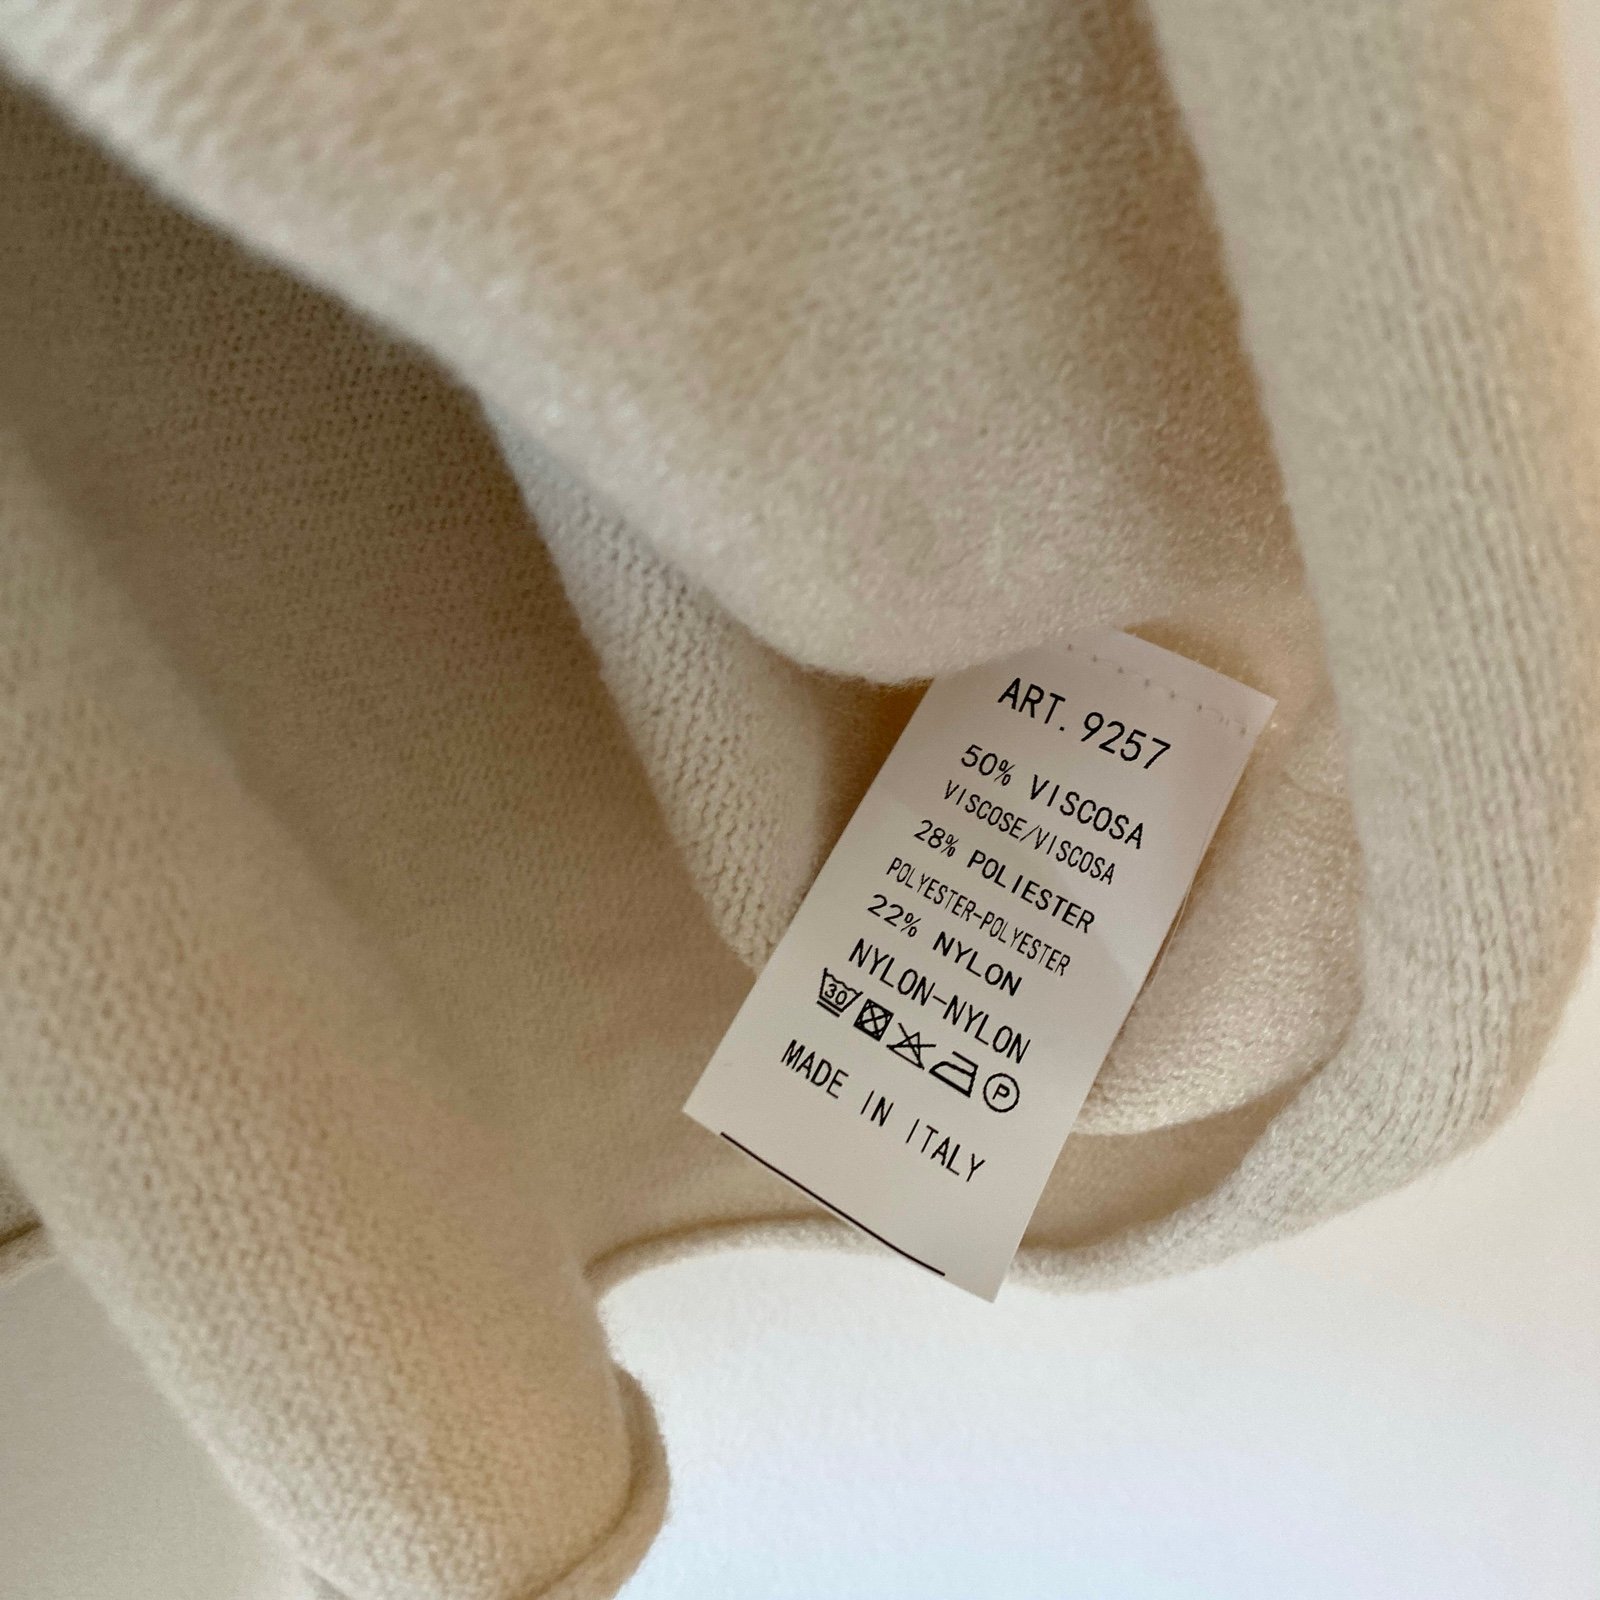 ART. 9257
50% VISCOSA
VISCOSE/VISCOSA
28% POLIESTER
POLYESTER-POLYESTER
22% NYLON
NYLON-NYLON
30 P
MADE IN ITALY